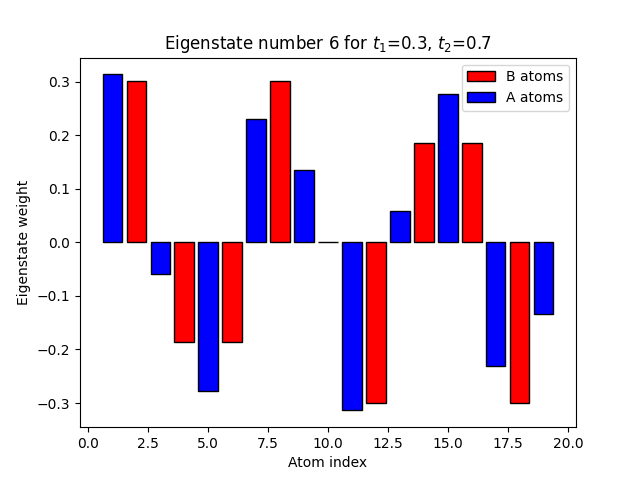 Eigenstate number 6 for $t_1$=0.3, $t_2$=0.7
B atoms
A atoms
Eigenstate weight
0.3
0.2
0.1
0.0
−0.1
−0.2
−0.3
0.0 2.5 5.0 7.5 10.0 12.5 15.0 17.5 20.0
Atom index